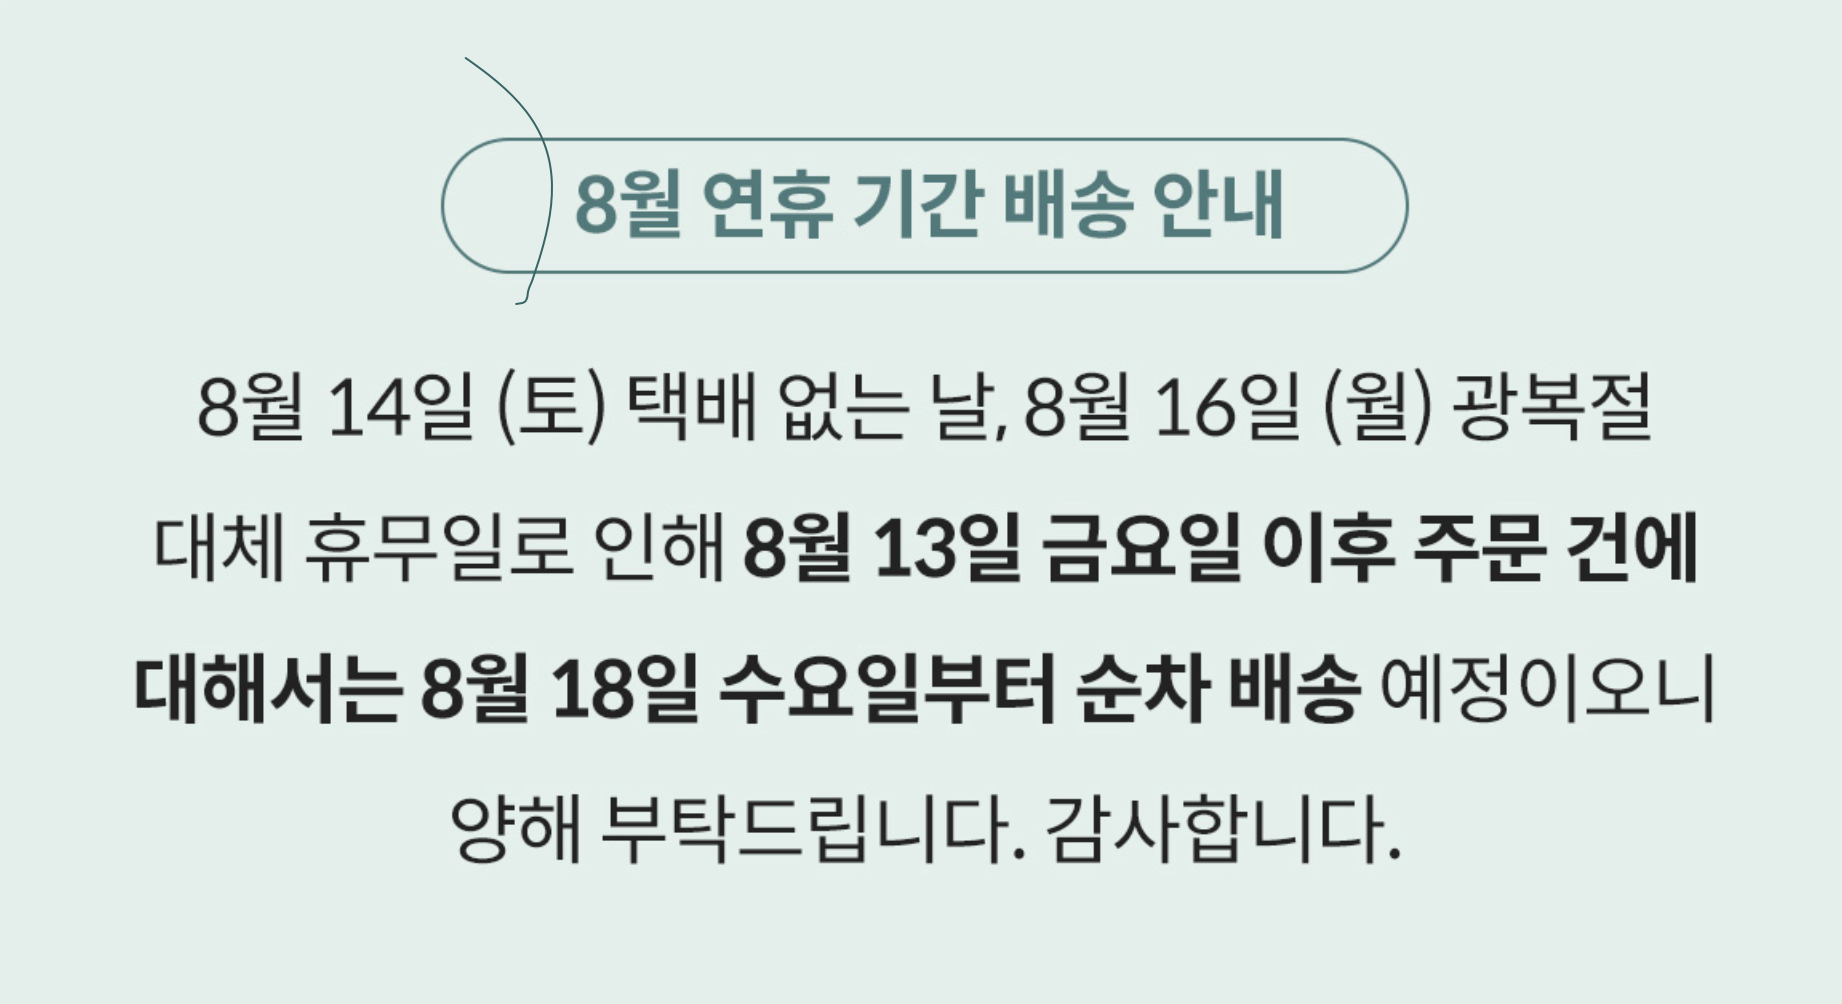 8월 연휴 기간 배송 안내
8월 14일 (토) 택배 없는 날, 8월 16일 (월) 광복절
대체 휴무일로 인해 8월 13일 금요일 이후 주문 건에
대해서는 8월 18일 수요일부터 순차 배송 예정이오니
양해 부탁드립니다. 감사합니다.